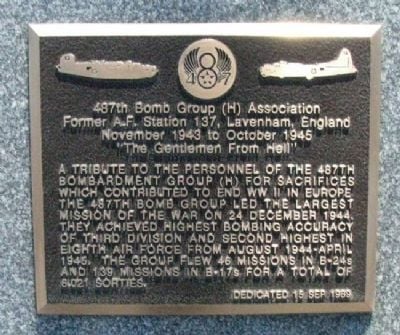 487
487th Bomb Group (H) Association
Former A.F. Station 137, Lavenham, England
November 1943 to October 1945
"The Gentlemen From Hell"
A TRIBUTE TO THE PERSONNEL OF THE 487TH
BOMBARDMENT GROUP (H) FOR SACRIFICES
WHICH CONTRIBUTED TO END WW II IN EUROPE
THE 487TH BOMB GROUP LED THE LARGEST
MISSION OF THE WAR ON 24 DECEMBER 1944.
THEY ACHIEVED HIGHEST BOMBING ACCURACY
OF THIRD DIVISION AND SECOND HIGHEST IN
EIGHTH AIR FORCE FROM AUGUST 1944-APRIL
1945. THE GROUP FLEW 46 MISSIONS IN B-24s
AND 139 MISSIONS IN B-17s FOR A TOTAL OF
6021 SORTIES.
DEDICATED 15 SEP 1989